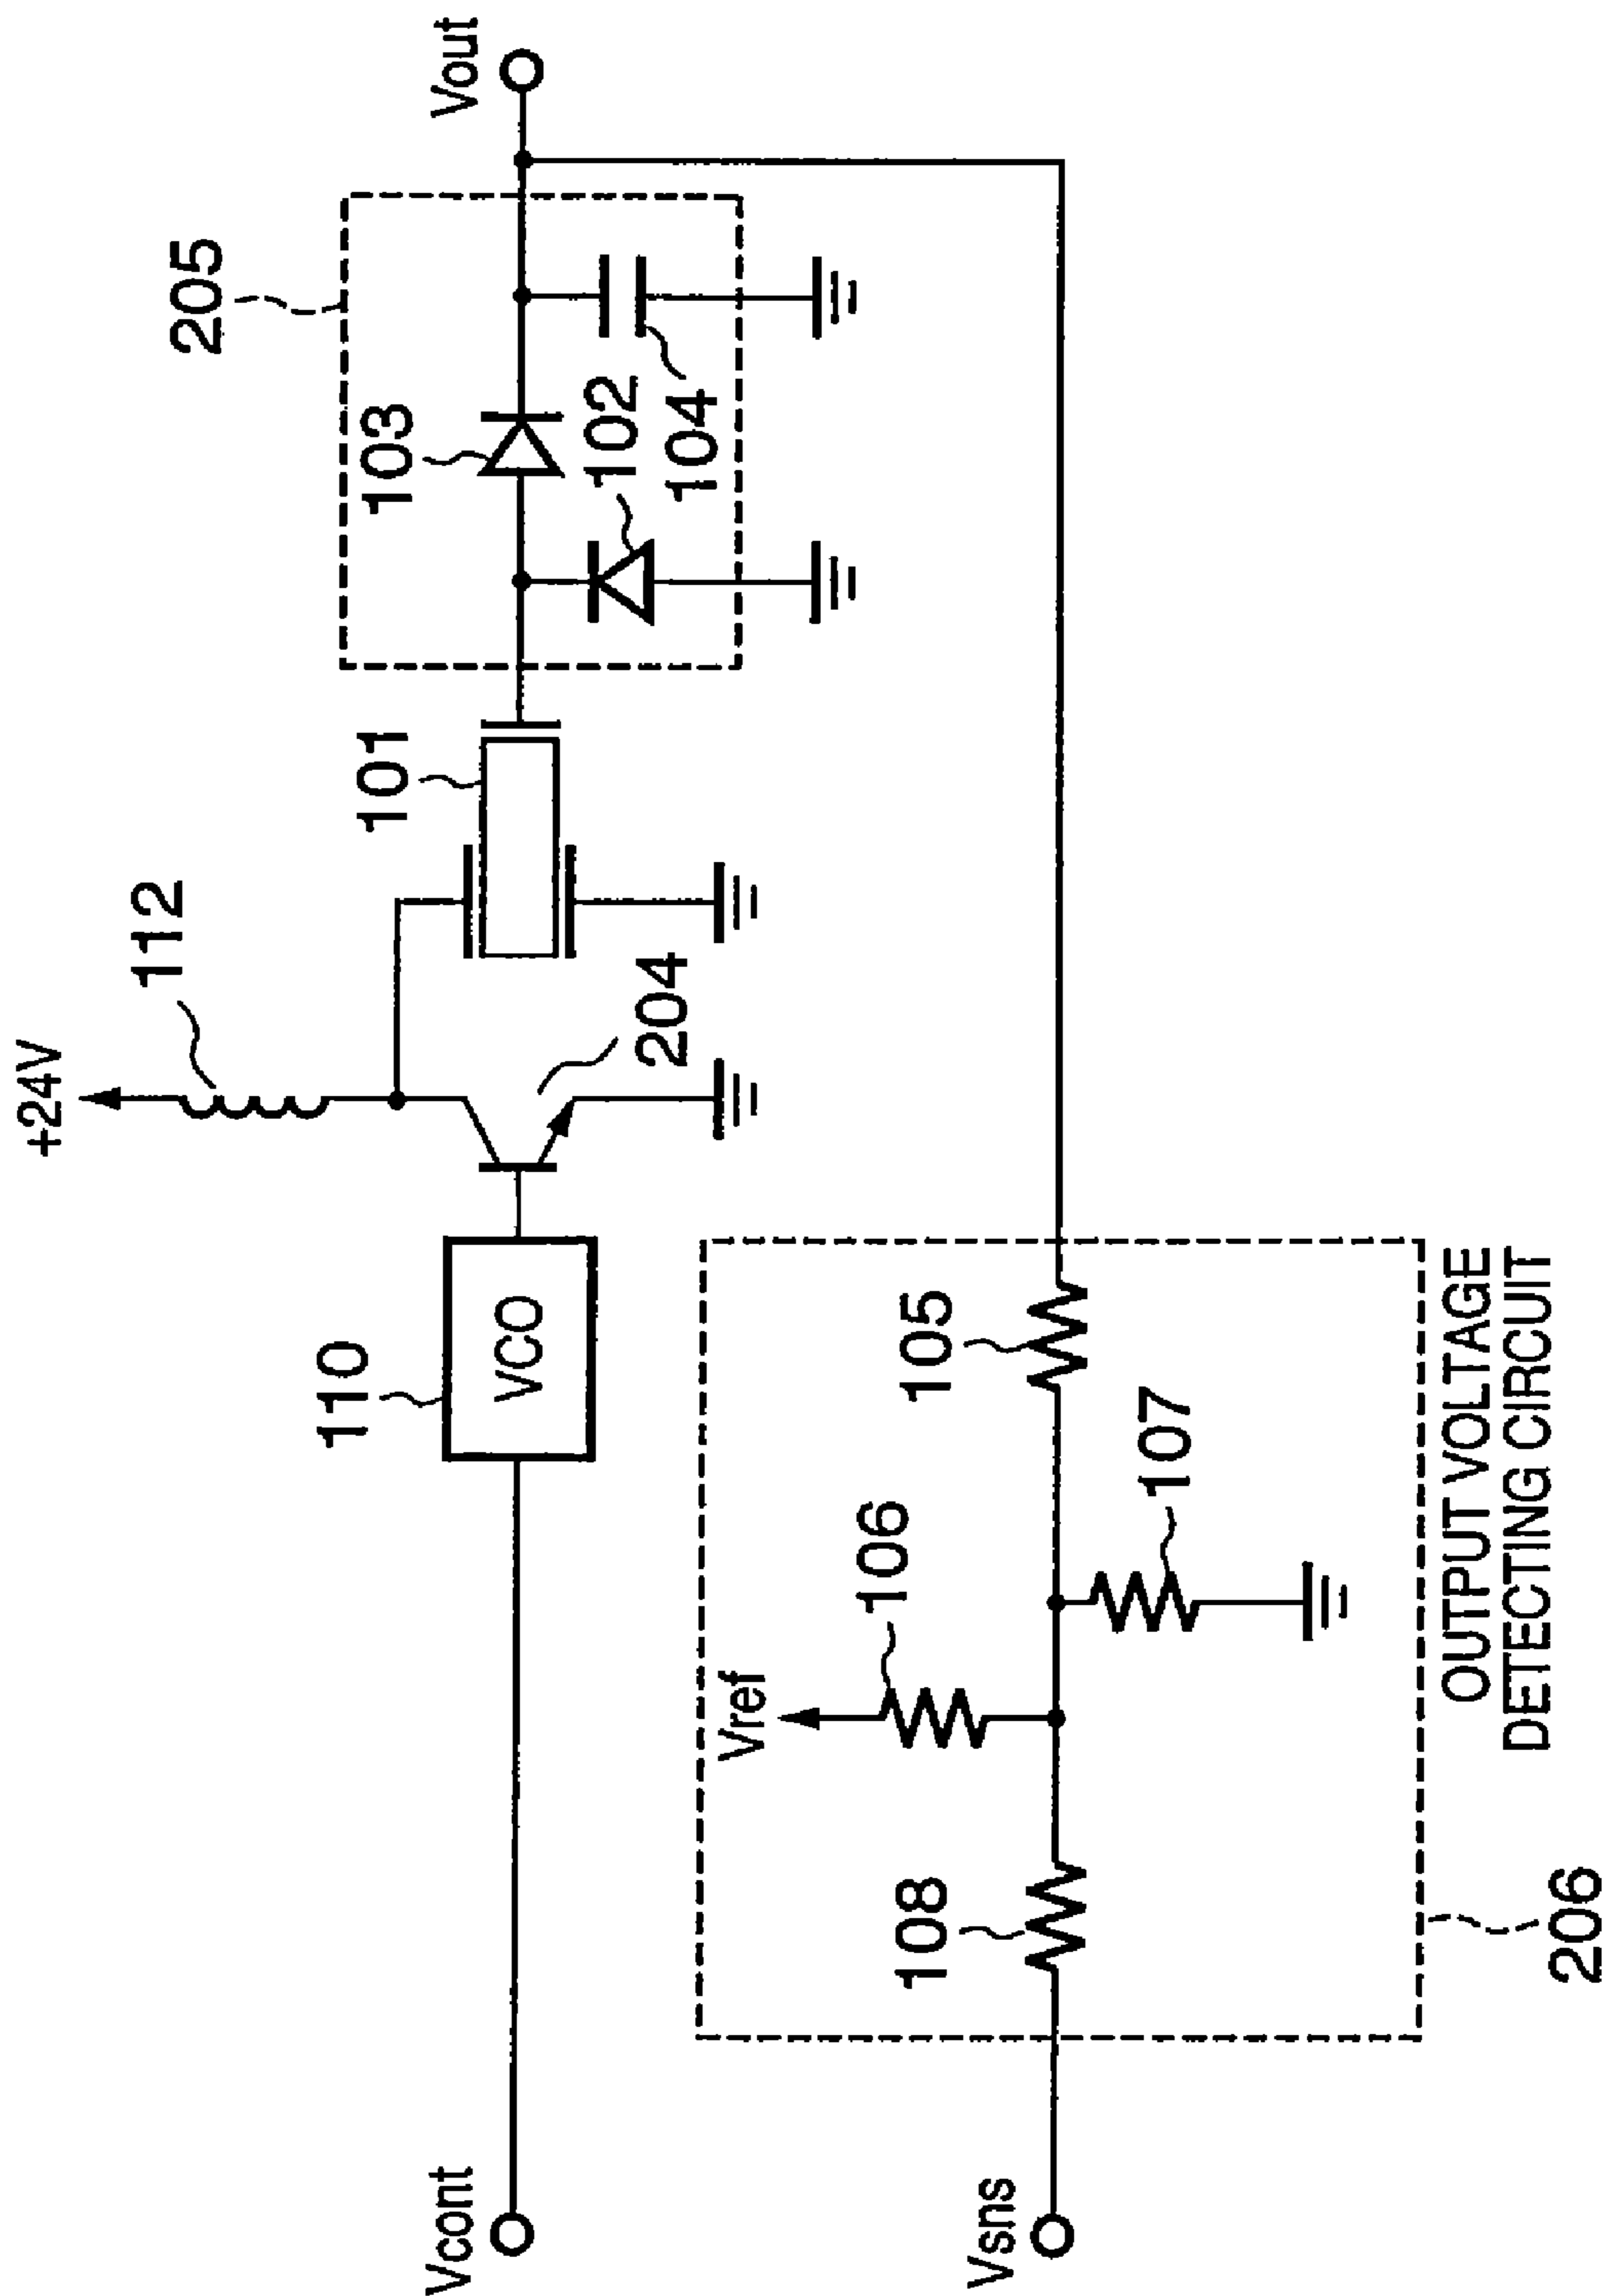 +24V
112
205
101
103
Vout
110
VCO
204
102
104
Vcont
Vref
106
105
108
107
Vsns
OUTPUT VOLTAGE
DETECTING CIRCUIT
206